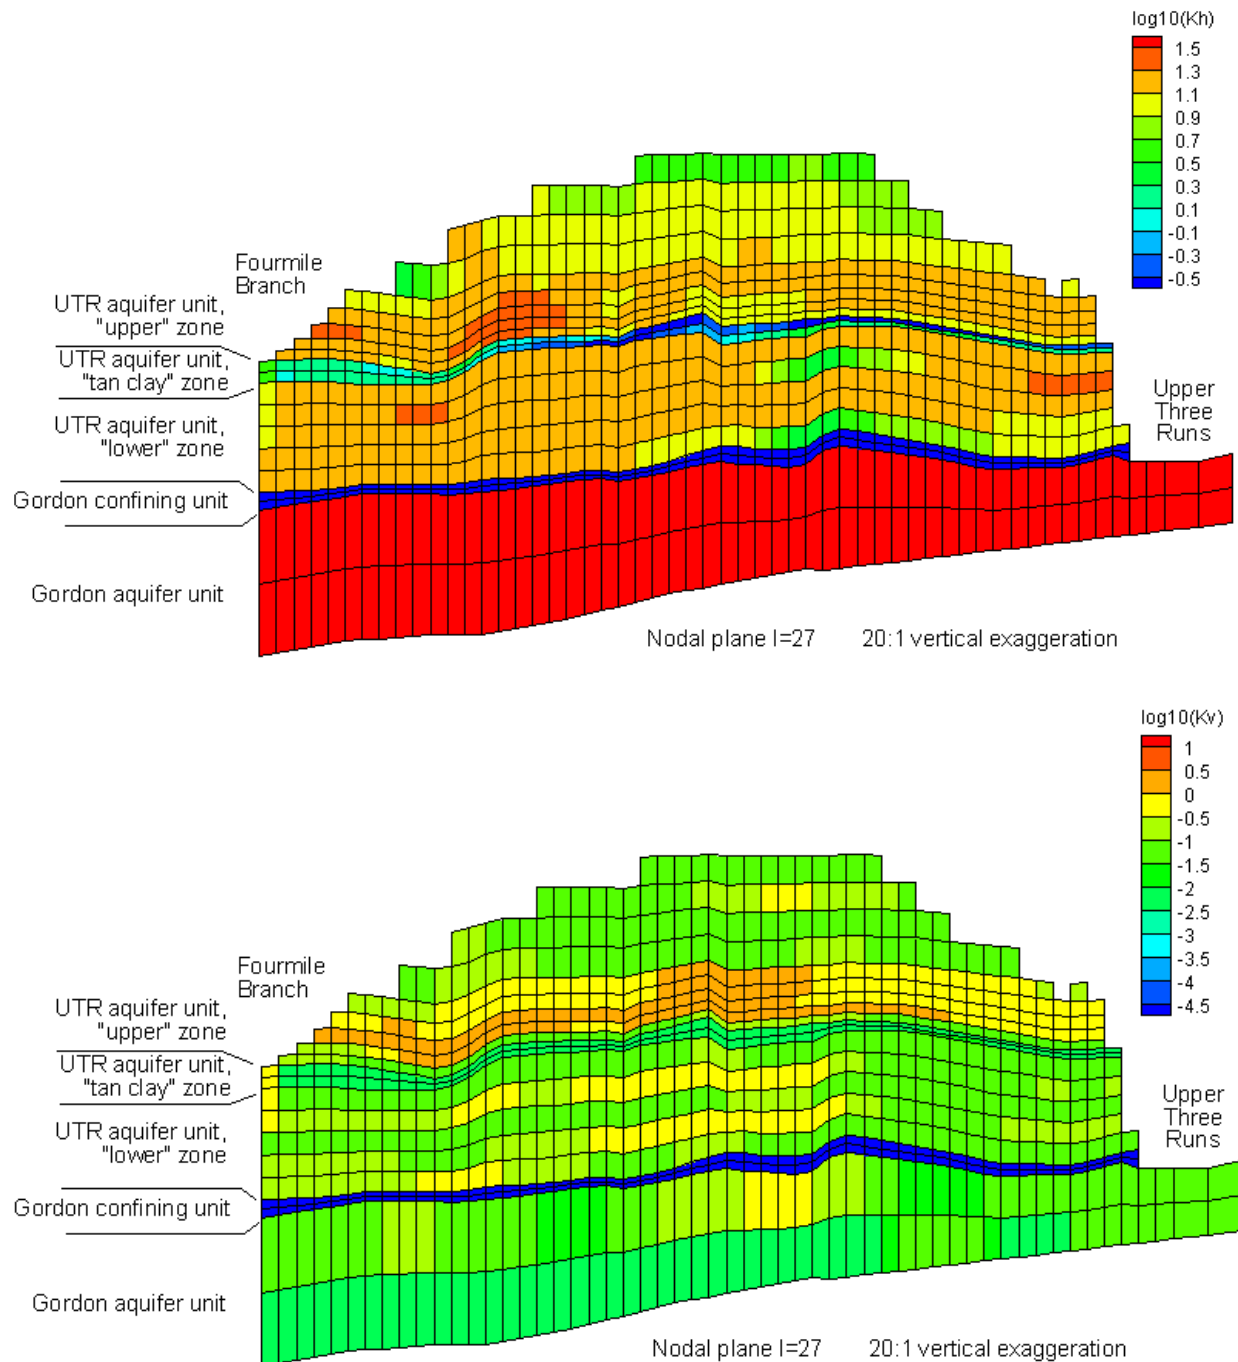 log10(Kh)
1.5
1.3
1.1
0.9
0.7
0.5
0.3
0.1
-0.1
-0.3
-0.5
Fourmile
Branch
UTR aquifer unit,
"upper" zone
UTR aquifer unit,
"tan clay" zone
UTR aquifer unit,
"lower" zone
Gordon confining unit
Gordon aquifer unit
Upper
Three
Runs
Nodal plane I=27 20:1 vertical exaggeration
log10(Kv)
1
0.5
0
-0.5
-1
-1.5
-2
-2.5
-3
-3.5
-4
-4.5
Fourmile
Branch
UTR aquifer unit,
"upper" zone
UTR aquifer unit,
"tan clay" zone
UTR aquifer unit,
"lower" zone
Gordon confining unit
Gordon aquifer unit
Upper
Three
Runs
Nodal plane I=27 20:1 vertical exaggeration